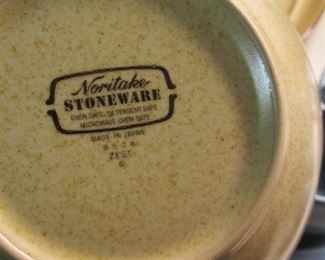 Noritake
STONEWARE
OVEN SAFE, DETERGENT SAFE
MICROWAVE OVEN SAFE
MADE IN JAPAN
ZEST
©